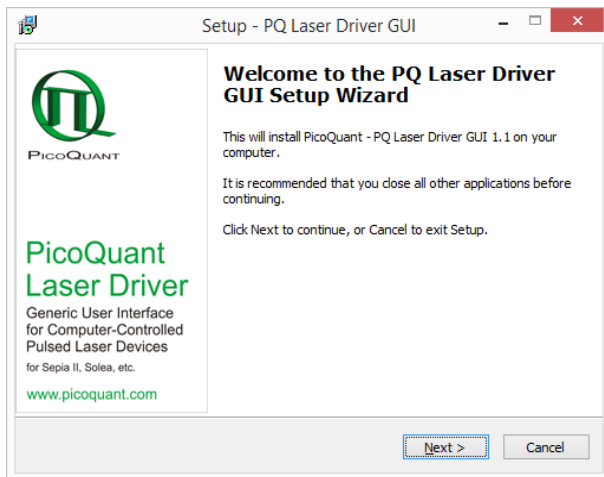 Setup - PQ Laser Driver GUI
PICOQUANT
PicoQuant
Laser Driver
Generic User Interface
for Computer-Controlled
Pulsed Laser Devices
for Sepia II, Solea, etc.
www.picoquant.com
Welcome to the PQ Laser Driver
GUI Setup Wizard
This will install PicoQuant - PQ Laser Driver GUI 1.1 on your
computer.
It is recommended that you close all other applications before
continuing.
Click Next to continue, or Cancel to exit Setup.
Next >
Cancel